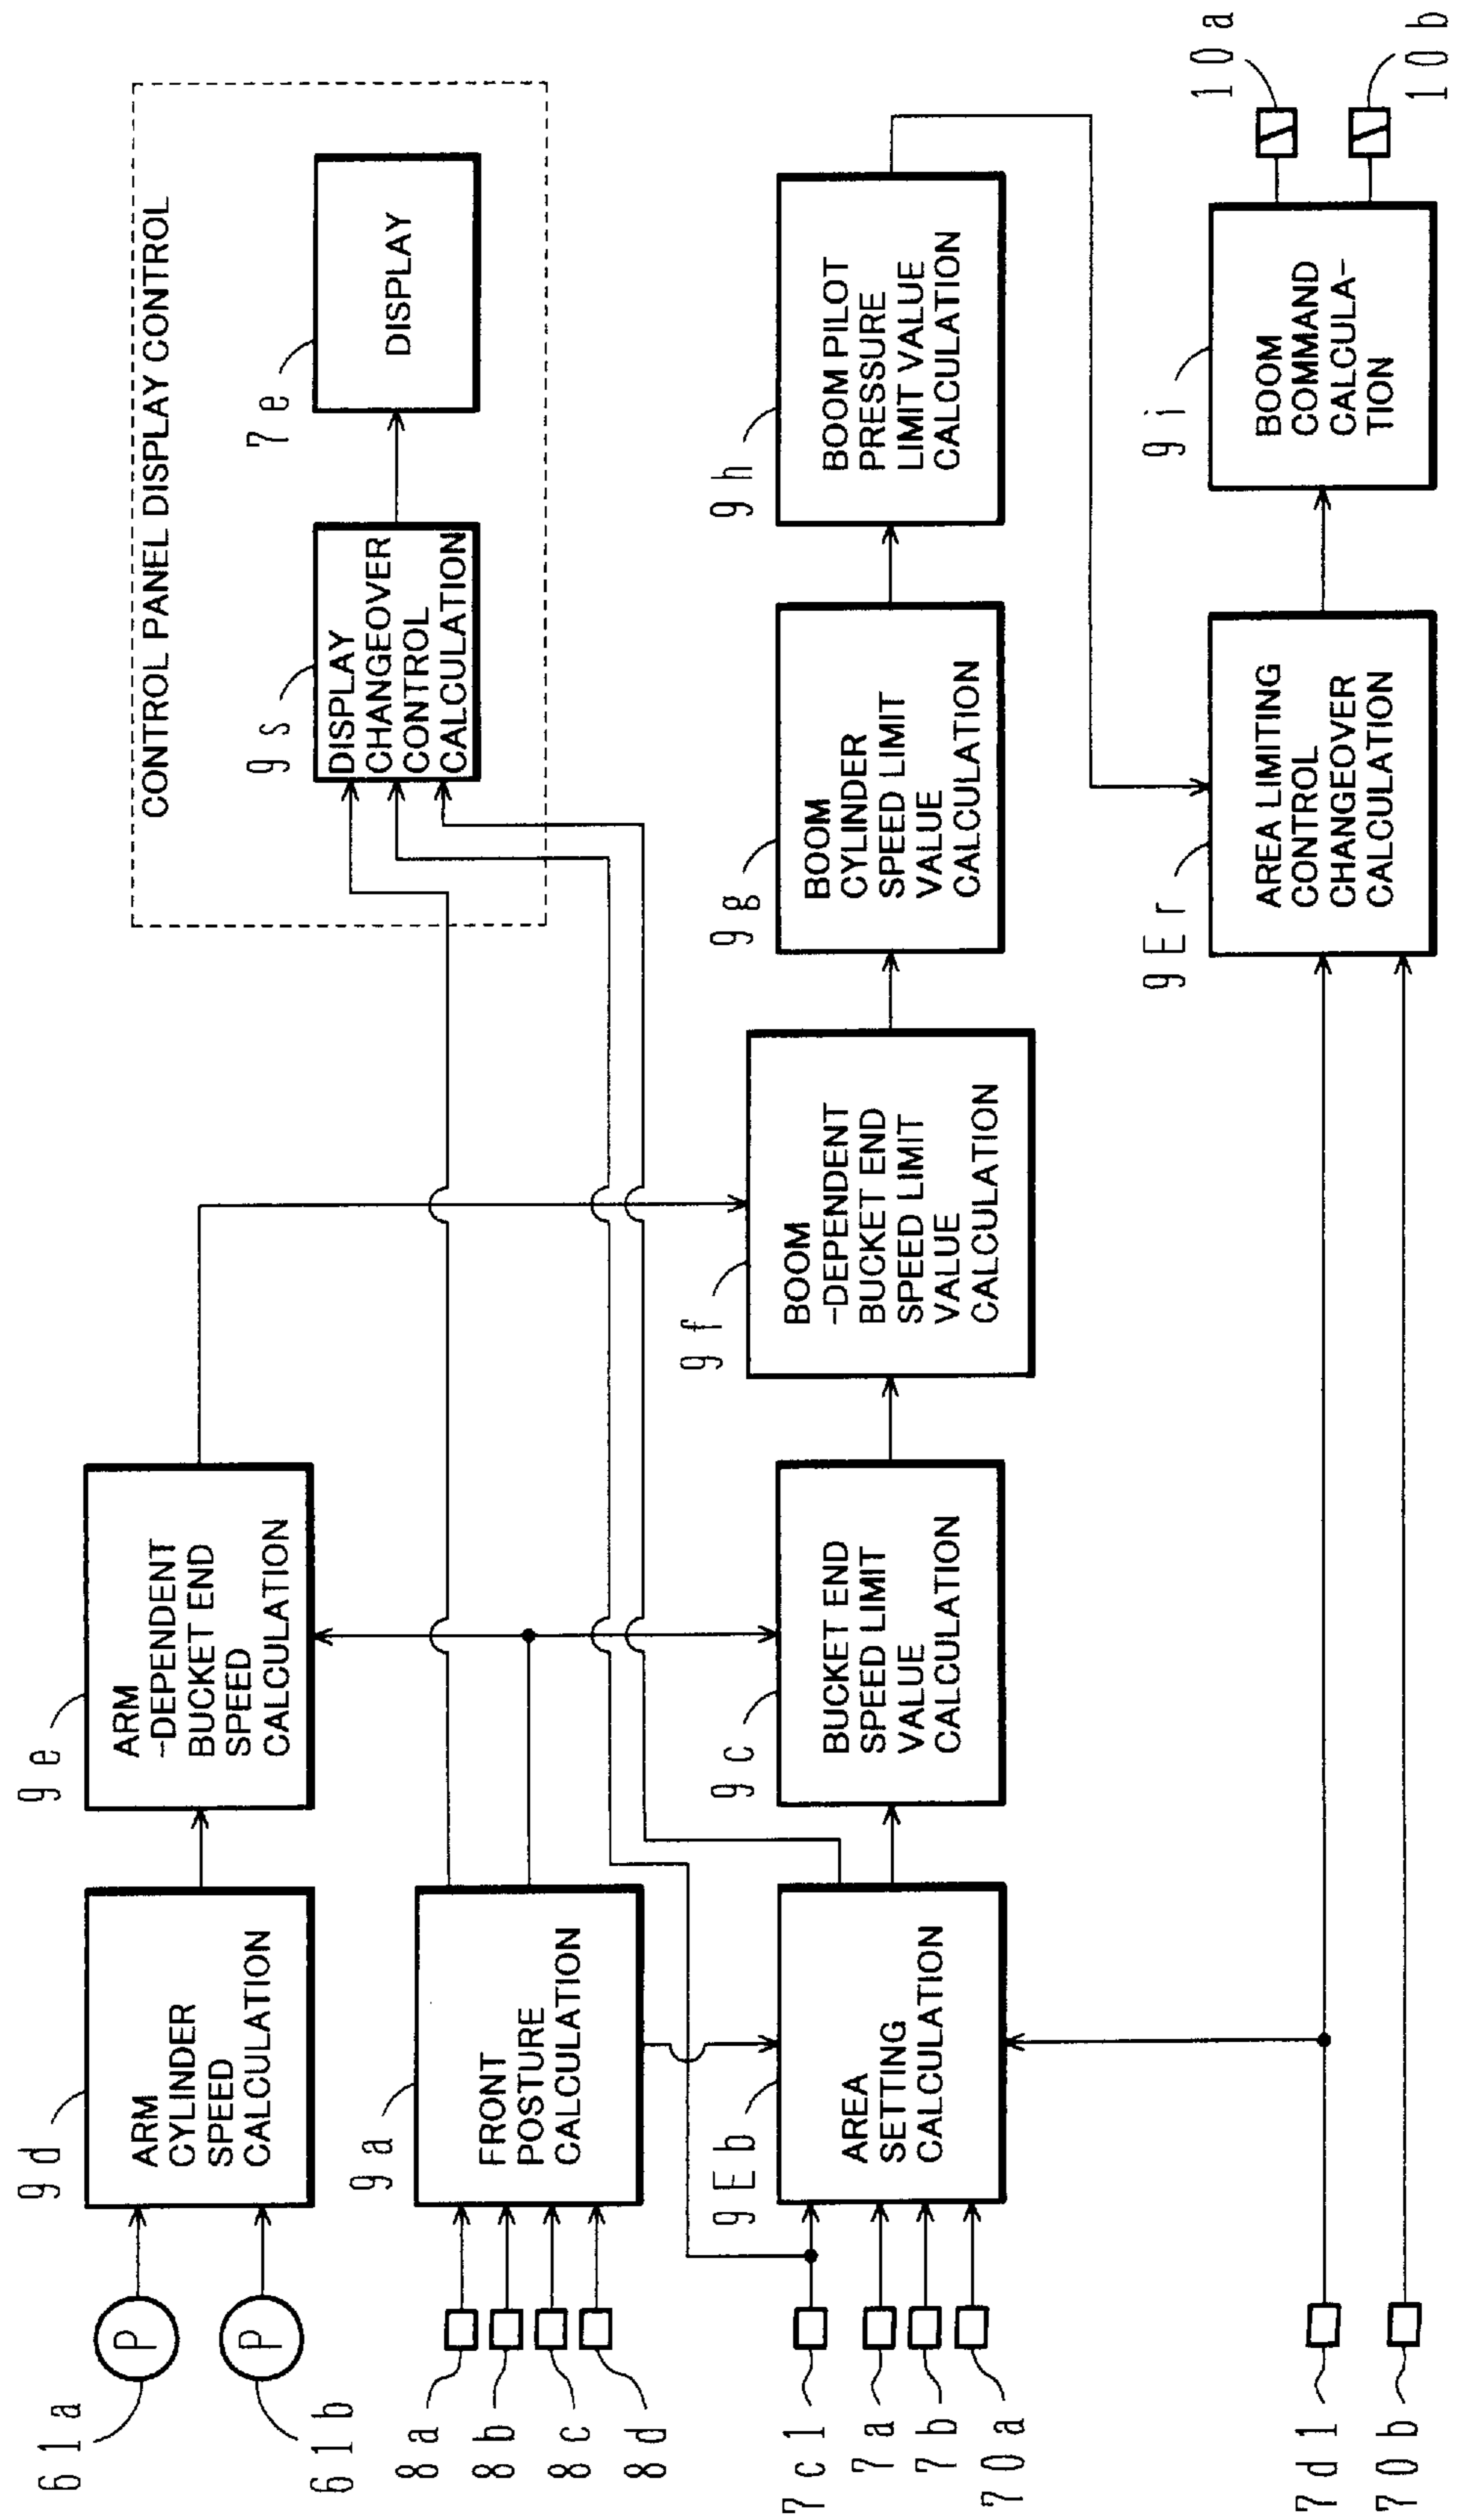 CONTROL PANEL DISPLAY CONTROL
61a
P
61b
P
9d
ARM
CYLINDER
SPEED
CALCULATION
9e
ARM
-DEPENDENT
BUCKET END
SPEED
CALCULATION
9s
DISPLAY
CHANGEOVER
CONTROL
CALCULATION
7e
DISPLAY
8a
8b
8c
8d
9a
FRONT
POSTURE
CALCULATION
7c1
7a
7b
70a
9Eb
AREA
SETTING
CALCULATION
9c
BUCKET END
SPEED LIMIT
VALUE
CALCULATION
9f
BOOM
-DEPENDENT
BUCKET END
SPEED LIMIT
VALUE
CALCULATION
9g
BOOM
CYLINDER
SPEED LIMIT
VALUE
CALCULATION
9h
BOOM PILOT
PRESSURE
LIMIT VALUE
CALCULATION
7d1
70b
9Er
AREA LIMITING
CONTROL
CHANGEOVER
CALCULATION
9i
BOOM
COMMAND
CALCULA-
TION
10a
10b